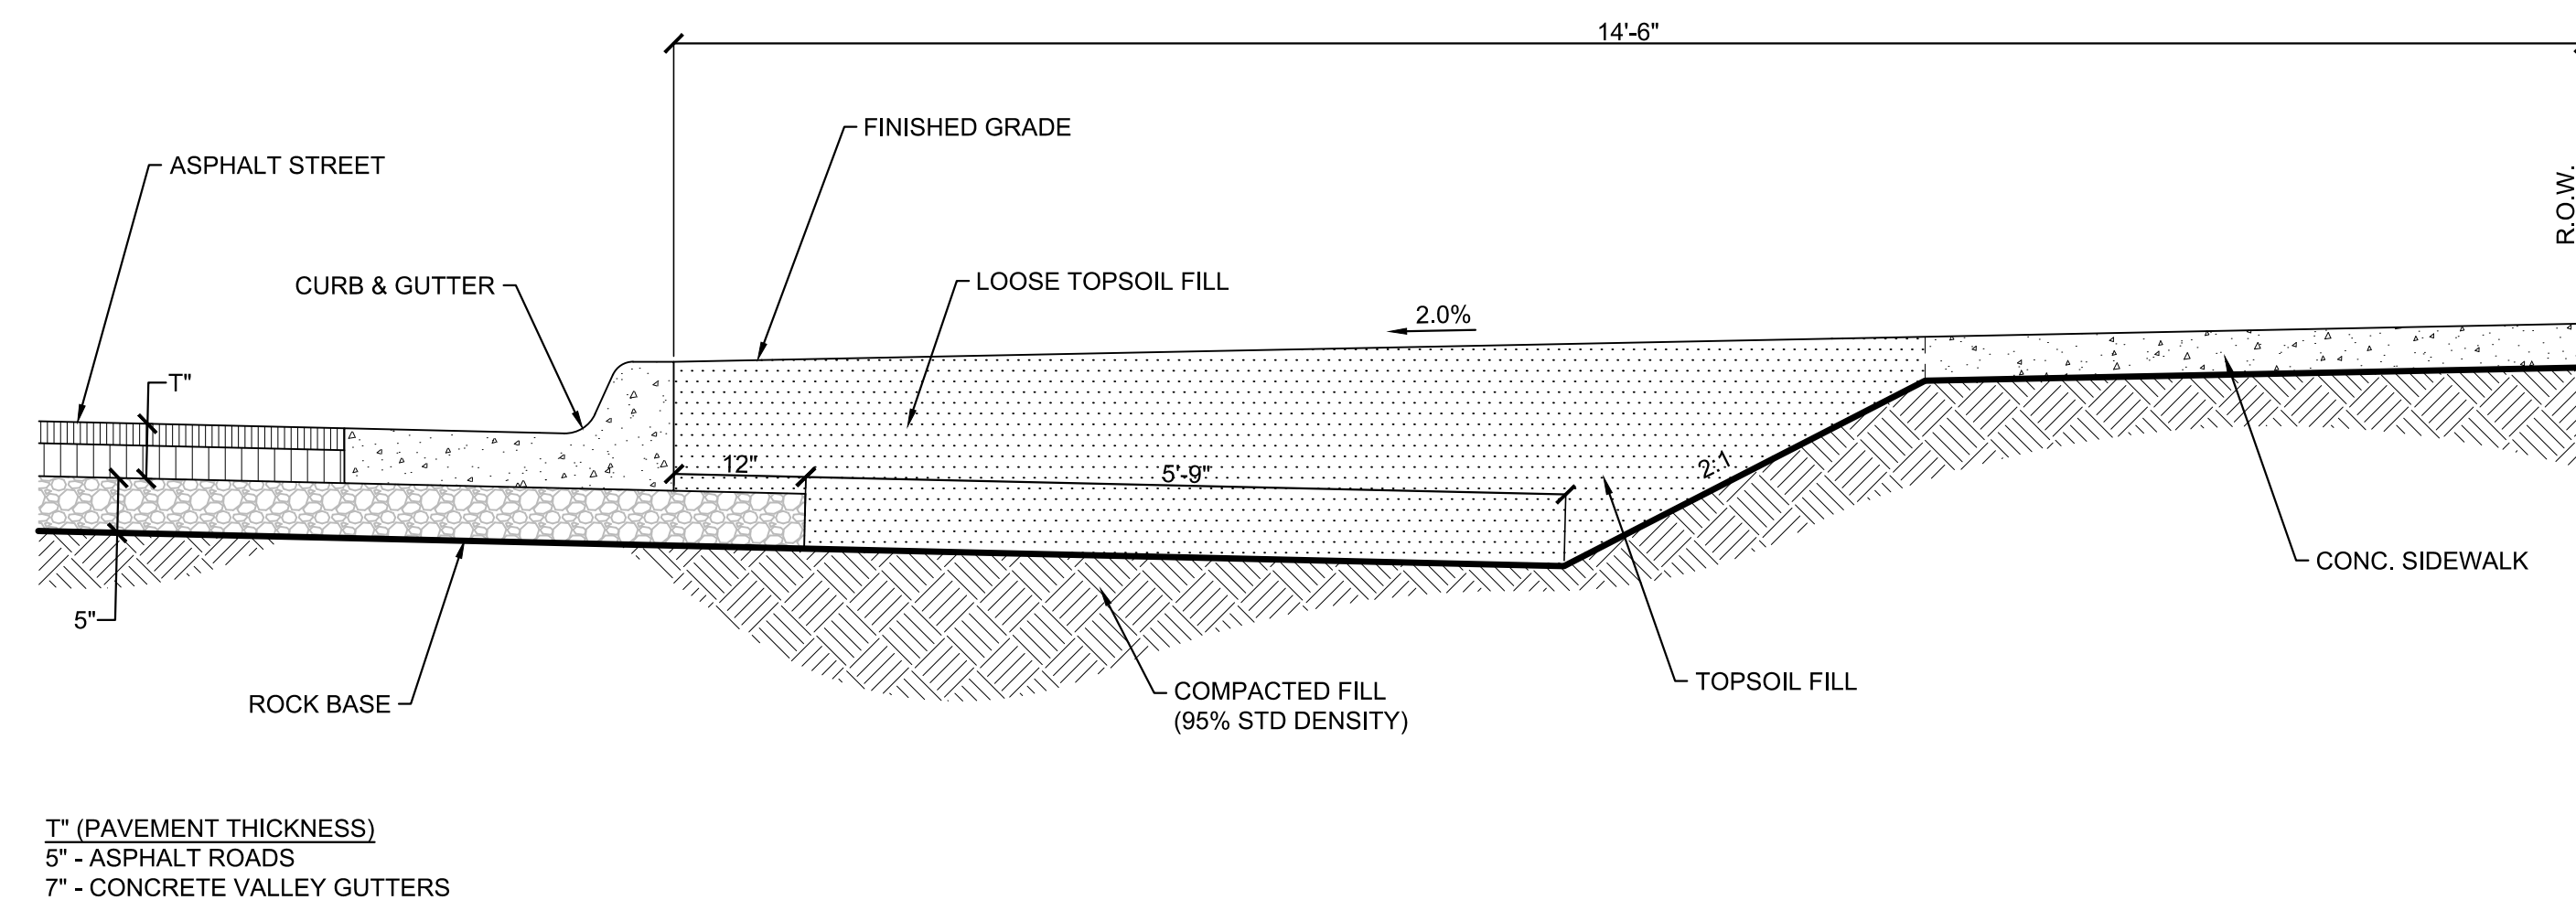 14'-6"
FINISHED GRADE
ASPHALT STREET
R.O.W.
CURB & GUTTER
LOOSE TOPSOIL FILL
2.0%
T"
12"
5'-9"
2:1
CONC. SIDEWALK
5"
ROCK BASE
COMPACTED FILL
(95% STD DENSITY)
TOPSOIL FILL
T" (PAVEMENT THICKNESS)
5" - ASPHALT ROADS
7" - CONCRETE VALLEY GUTTERS